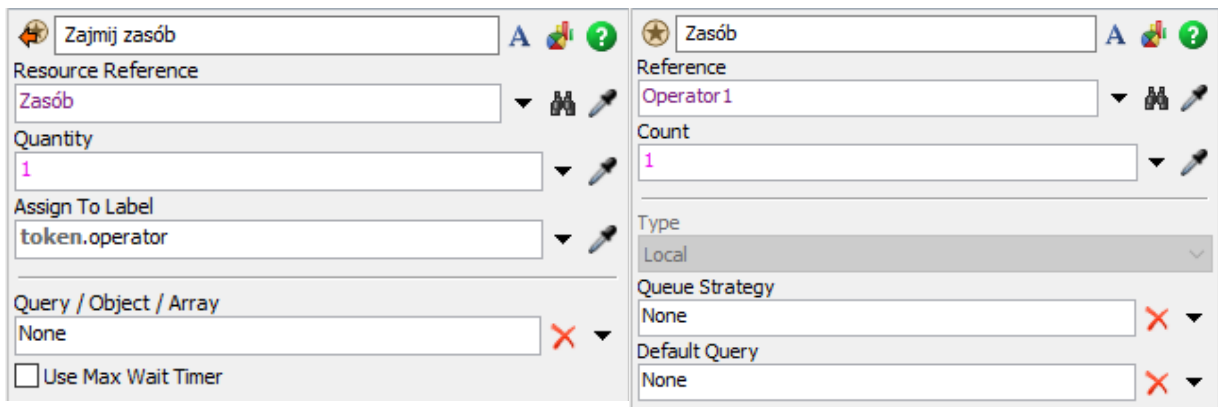 Zajmij zasób
Resource Reference
Zasób
Quantity
1
Assign To Label
token.operator
Query / Object / Array
None
Use Max Wait Timer
Zasób
Reference
Operator1
Count
1
Type
Local
Queue Strategy
None
Default Query
None